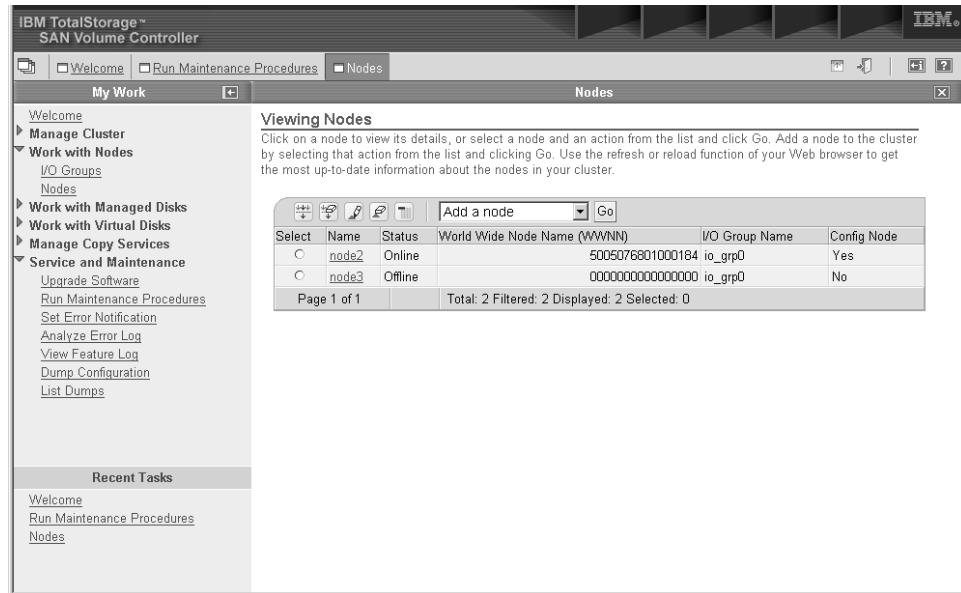 IBM TotalStorage™
SAN Volume Controller
IBM®
Welcome
Run Maintenance Procedures
Nodes
My Work
Nodes
Welcome
Manage Cluster
Work with Nodes
I/O Groups
Nodes
Work with Managed Disks
Work with Virtual Disks
Manage Copy Services
Service and Maintenance
Upgrade Software
Run Maintenance Procedures
Set Error Notification
Analyze Error Log
View Feature Log
Dump Configuration
List Dumps
Recent Tasks
Welcome
Run Maintenance Procedures
Nodes
Viewing Nodes
Click on a node to view its details, or select a node and an action from the list and click Go. Add a node to the cluster
by selecting that action from the list and clicking Go. Use the refresh or reload function of your Web browser to get
the most up-to-date information about the nodes in your cluster.
Add a node Go
Select Name Status World Wide Node Name (WWNN) I/O Group Name Config Node
node2 Online 5005076801000184 io_grp0 Yes
node3 Offline 0000000000000000 io_grp0 No
Page 1 of 1 Total: 2 Filtered: 2 Displayed: 2 Selected: 0